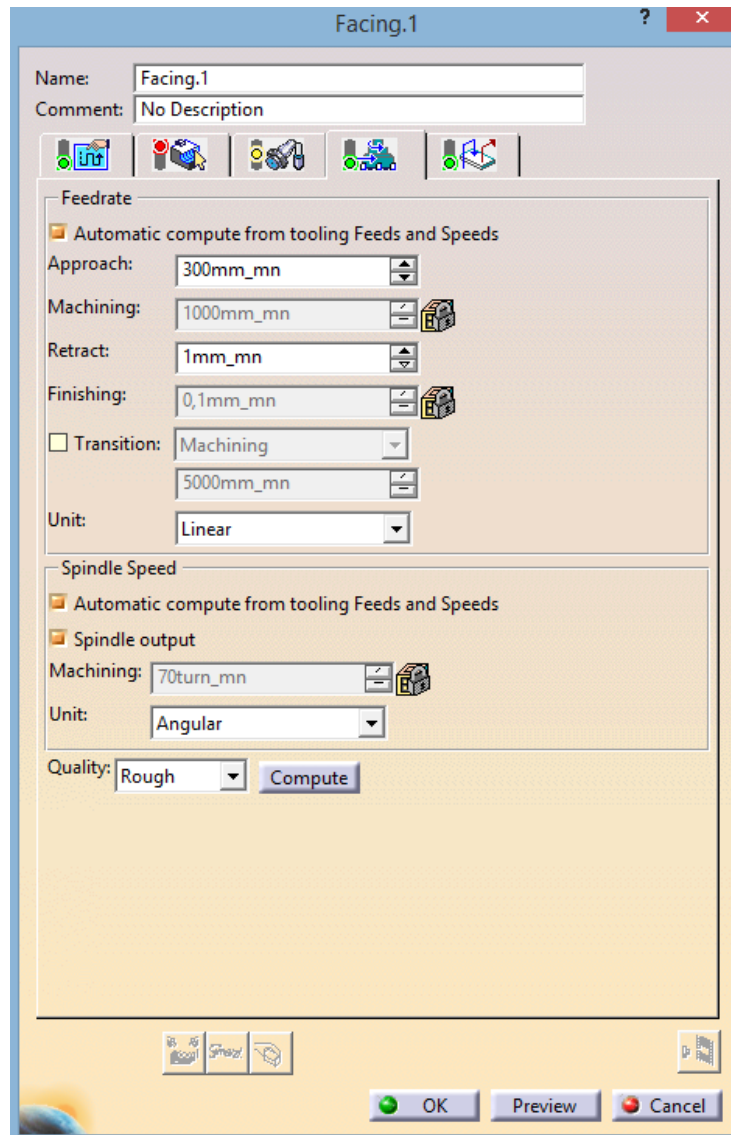 Facing.1 ?
Name: Facing.1
Comment: No Description
Feedrate
Automatic compute from tooling Feeds and Speeds
Approach: 300mm_mn
Machining: 1000mm_mn
Retract: 1mm_mn
Finishing: 0,1mm_mn
Transition: Machining
5000mm_mn
Unit: Linear
Spindle Speed
Automatic compute from tooling Feeds and Speeds
Spindle output
Machining: 70turn_mn
Unit: Angular
Quality: Rough Compute
OK Preview Cancel